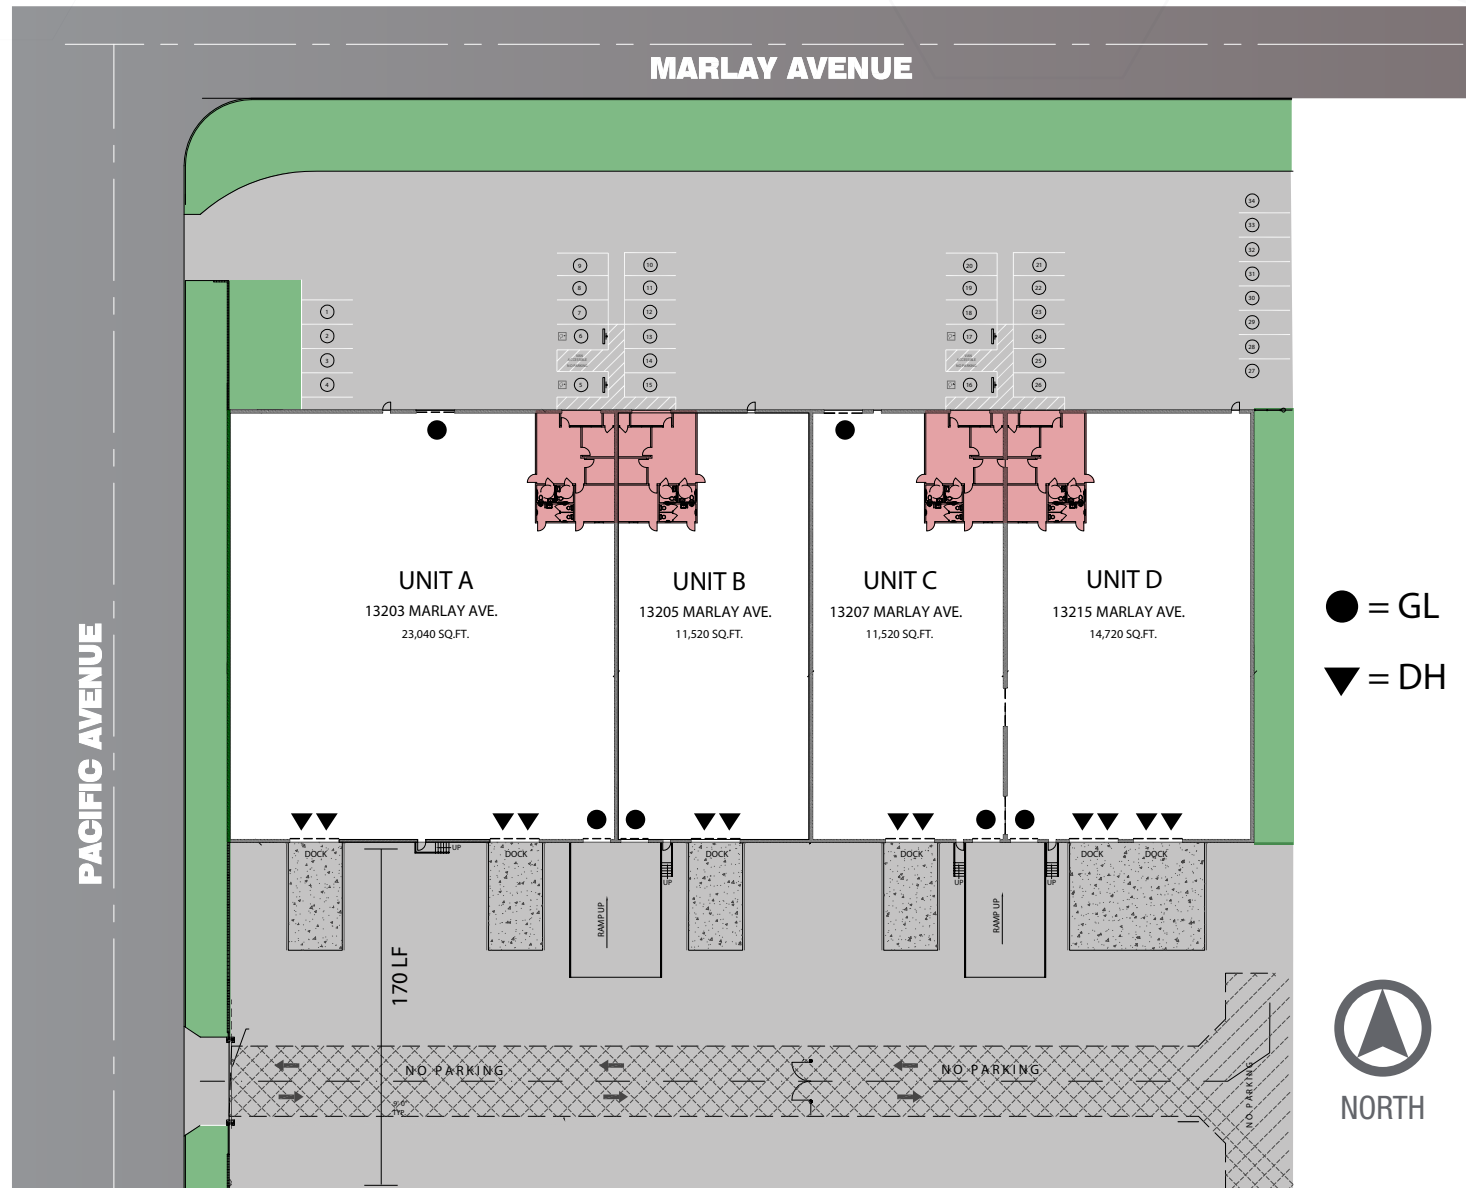 MARLAY AVENUE
PACIFIC AVENUE
34
33
32
31
30
29
28
27
9
8
7
6
5
10
11
12
13
14
15
20
19
18
17
16
21
22
23
24
25
26
1
2
3
4
UNIT A
13203 MARLAY AVE.
23,040 SQ.FT.
UNIT B
13205 MARLAY AVE.
11,520 SQ.FT.
UNIT C
13207 MARLAY AVE.
11,520 SQ.FT.
UNIT D
13215 MARLAY AVE.
14,720 SQ.FT.
= GL
= DH
DOCK
UP
DOCK
RAMP UP
UP
DOCK
DOCK
UP
RAMP UP
UP
DOCK
DOCK
170 LF
NO PARKING
NO PARKING
NO PARKING
TYP.
NORTH